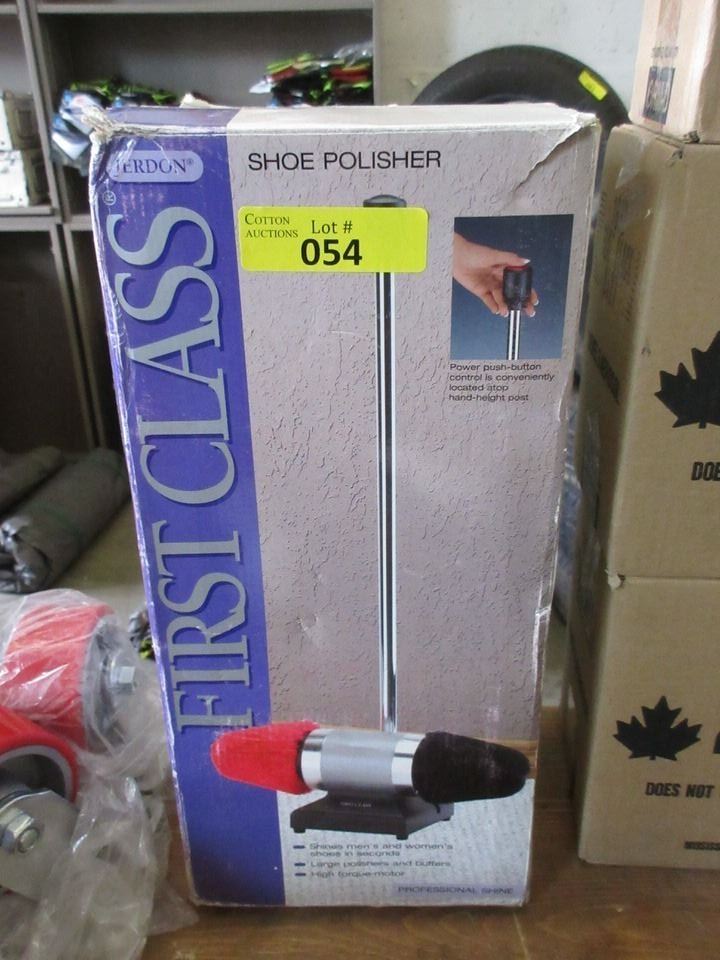 JERDON®
SHOE POLISHER
FIRST CLASS®
COTTON
AUCTIONS
Lot #
054
Power push-button
control is conveniently
located atop
hand-height post
Shines men's and women's
shoes in seconds
Large polishers and buffers
High torque-motor
PROFESSIONAL SHINE
DOES NOT